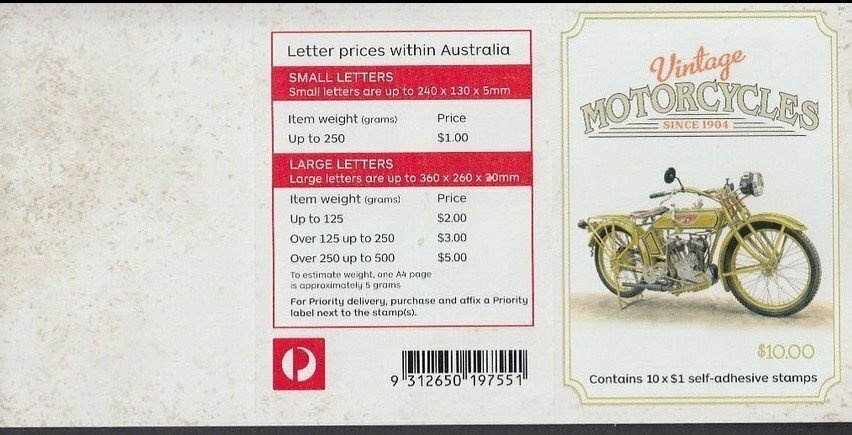 Letter prices within Australia
SMALL LETTERS
Small letters are up to 240 x 130 x 5mm
Item weight (grams) Price
Up to 250 $1.00
LARGE LETTERS
Large letters are up to 360 x 260 x 20mm
Item weight (grams) Price
Up to 125 $2.00
Over 125 up to 250 $3.00
Over 250 up to 500 $5.00
To estimate weight, one A4 page
is approximately 5 grams
For Priority delivery, purchase and affix a Priority
label next to the stamp(s).
9 312650 197551
Vintage
MOTORCYCLES
SINCE 1904
$10.00
Contains 10 x $1 self-adhesive stamps